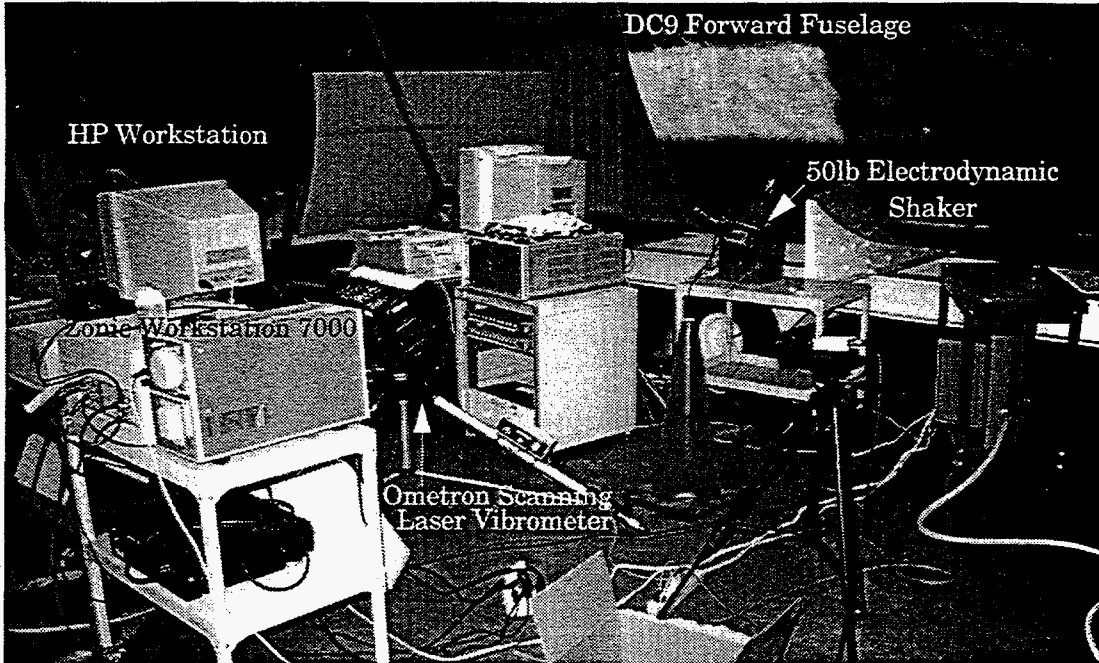 DC9 Forward Fuselage
HP Workstation
50lb Electrodynamic
Shaker
Zonic Workstation 7000
Ometron Scanning
Laser Vibrometer